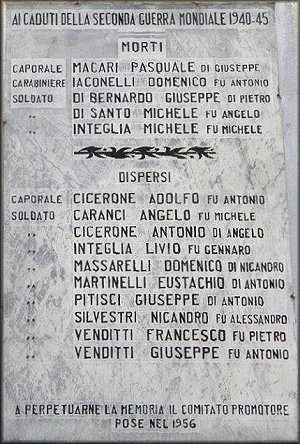 AI CADUTI DELLA SECONDA GUERRA MONDIALE 1940-45
MORTI
CAPORALE MACARI PASQUALE DI GIUSEPPE
CARABINIERE IACONELLI DOMENICO FU ANTONIO
SOLDATO DI BERNARDO GIUSEPPE DI PIETRO
,, DI SANTO MICHELE FU ANGELO
,, INTEGLIA MICHELE FU MICHELE
DISPERSI
CAPORALE CICERONE ADOLFO FU ANTONIO
SOLDATO CARANCI ANGELO FU MICHELE
,, CICERONE ANTONIO DI ANGELO
,, INTEGLIA LIVIO FU GENNARO
,, MASSARELLI DOMENICO DI NICANDRO
,, MARTINELLI EUSTACHIO DI ANTONIO
,, PITISCI GIUSEPPE DI ANTONIO
,, SILVESTRI NICANDRO FU ALESSANDRO
,, VENDITTI FRANCESCO FU PIETRO
,, VENDITTI GIUSEPPE FU ANTONIO
A PERPETUARNE LA MEMORIA IL COMITATO PROMOTORE
POSE NEL 1956